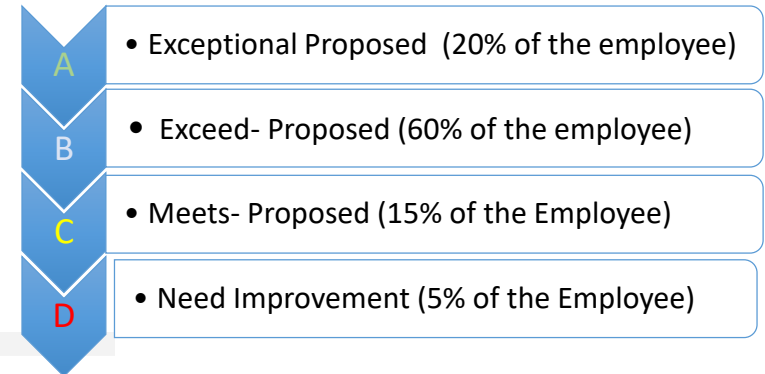 A
• Exceptional Proposed (20% of the employee)
B
• Exceed- Proposed (60% of the employee)
C
• Meets- Proposed (15% of the Employee)
D
• Need Improvement (5% of the Employee)